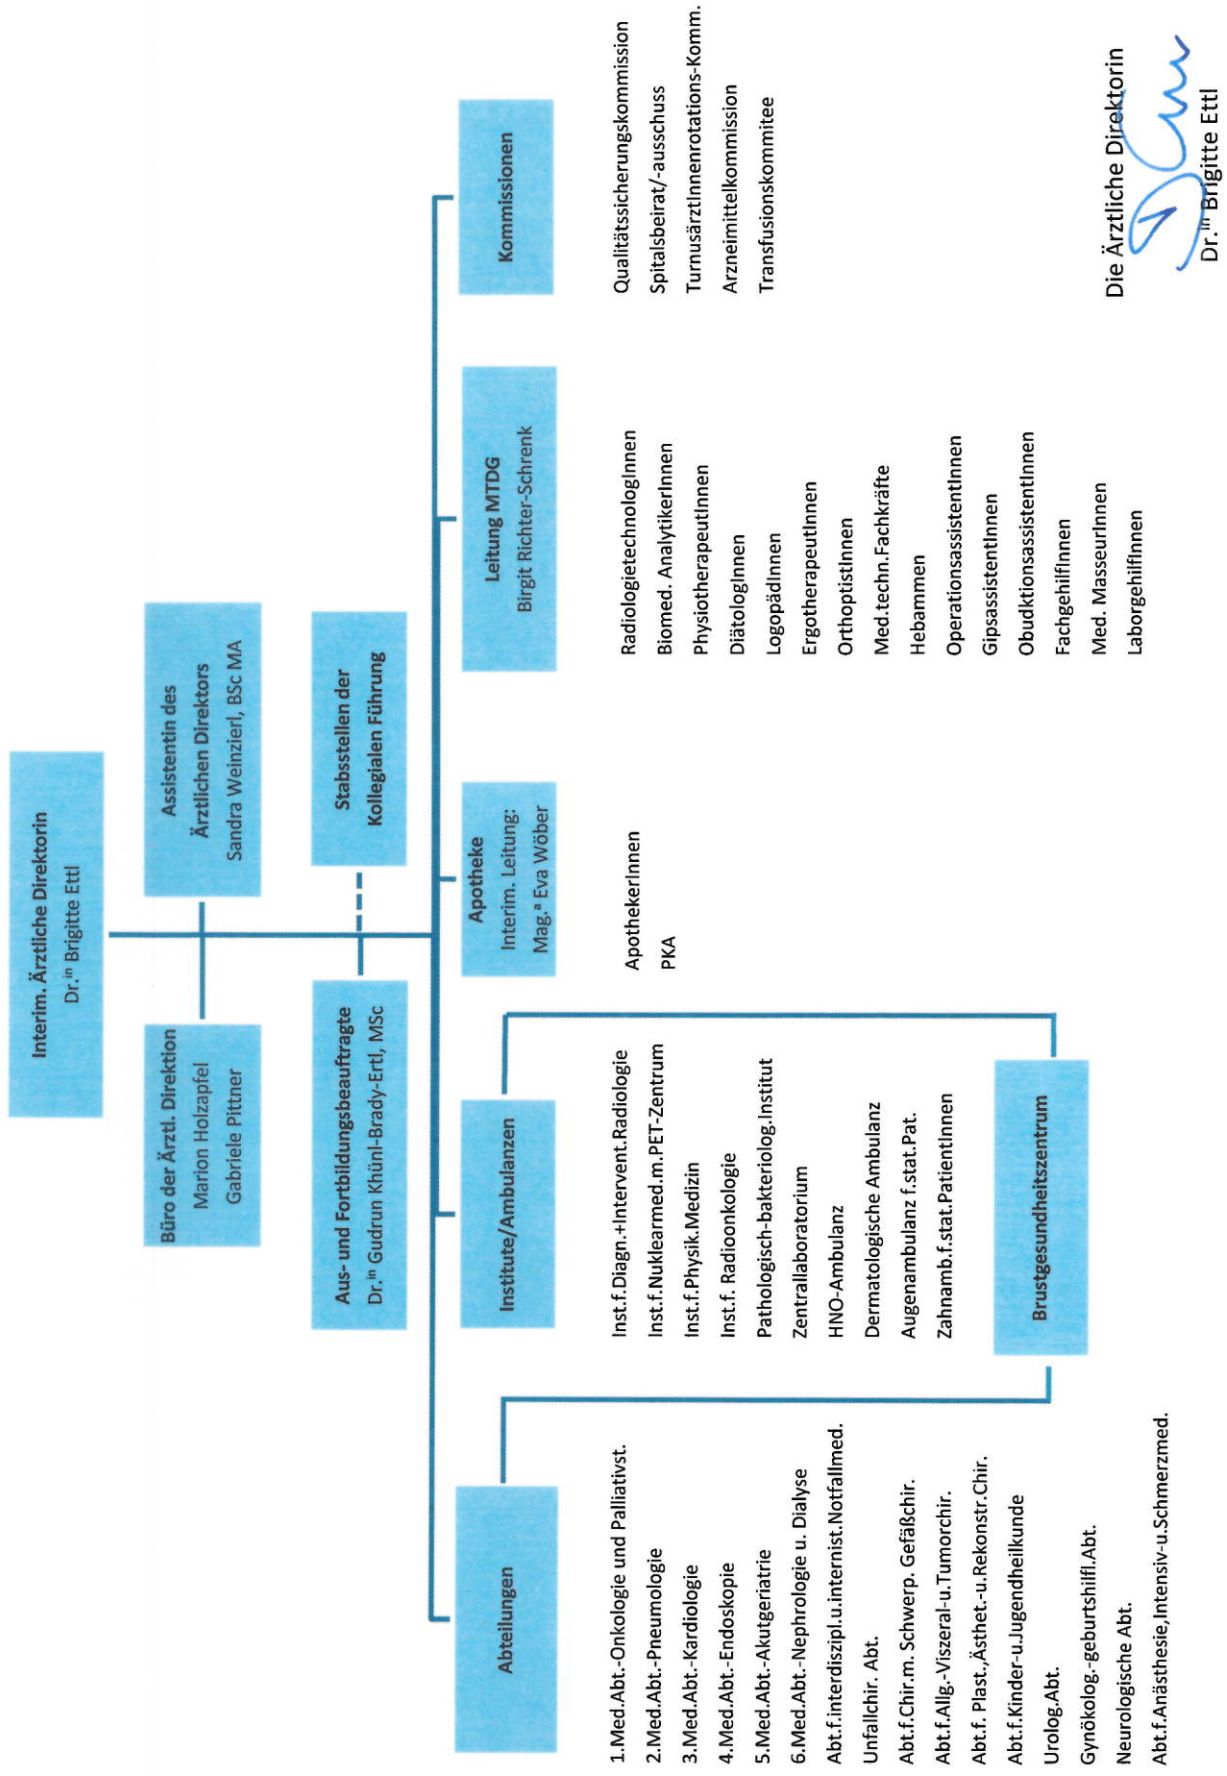 Interim. Ärztliche Direktorin
Dr.ⁱⁿ Brigitte Ettl
Büro der Ärztl. Direktion
Marion Holzapfel
Gabriele Pittner
Assistentin des
Ärztlichen Direktors
Sandra Weinzierl, BSc MA
Aus- und Fortbildungsbeauftragte
Dr.ⁱⁿ Gudrun Khünl-Brady-Ertl, MSc
Stabsstellen der
Kollegialen Führung
Abteilungen
1.Med.Abt.-Onkologie und Palliativst.
2.Med.Abt.-Pneumologie
3.Med.Abt.-Kardiologie
4.Med.Abt.-Endoskopie
5.Med.Abt.-Akutgeriatrie
6.Med.Abt.-Nephrologie u. Dialyse
Abt.f.interdiszipl.u.internist.Notfallmed.
Unfallchir. Abt.
Abt.f.Chir.m. Schwerp. Gefäßchir.
Abt.f.Allg.-Viszeral-u.Tumorchir.
Abt.f. Plast.,Ästhet.-u.Rekonstr.Chir.
Abt.f.Kinder-u.Jugendheilkunde
Urolog.Abt.
Gynökolog.-geburtshilfl.Abt.
Neurologische Abt.
Abt.f.Anästhesie,Intensiv-u.Schmerzmed.
Institute/Ambulanzen
Inst.f.Diagn.+Intervent.Radiologie
Inst.f.Nuklearmed.m.PET-Zentrum
Inst.f.Physik.Medizin
Inst.f. Radioonkologie
Pathologisch-bakteriolog.Institut
Zentrallaboratorium
HNO-Ambulanz
Dermatologische Ambulanz
Augenambulanz f.stat.Pat.
Zahnamb.f.stat.PatientInnen
Brustgesundheitszentrum
Apotheke
Interim. Leitung:
Mag.ᵃ Eva Wöber
ApothekerInnen
PKA
Leitung MTDG
Birgit Richter-Schrenk
RadiologietechnologInnen
Biomed. AnalytikerInnen
PhysiotherapeutInnen
DiätologInnen
LogopädInnen
ErgotherapeutInnen
OrthoptistInnen
Med.techn.Fachkräfte
Hebammen
OperationsassistentInnen
GipsassistentInnen
ObudktionsassistentInnen
FachgehilfInnen
Med. MasseurInnen
LaborgehilfInnen
Kommissionen
Qualitätssicherungskommission
Spitalsbeirat/-ausschuss
TurnusärztInnenrotations-Komm.
Arzneimittelkommission
Transfusionskommitee
Die Ärztliche Direktorin
Dr.ⁱⁿ Brigitte Ettl